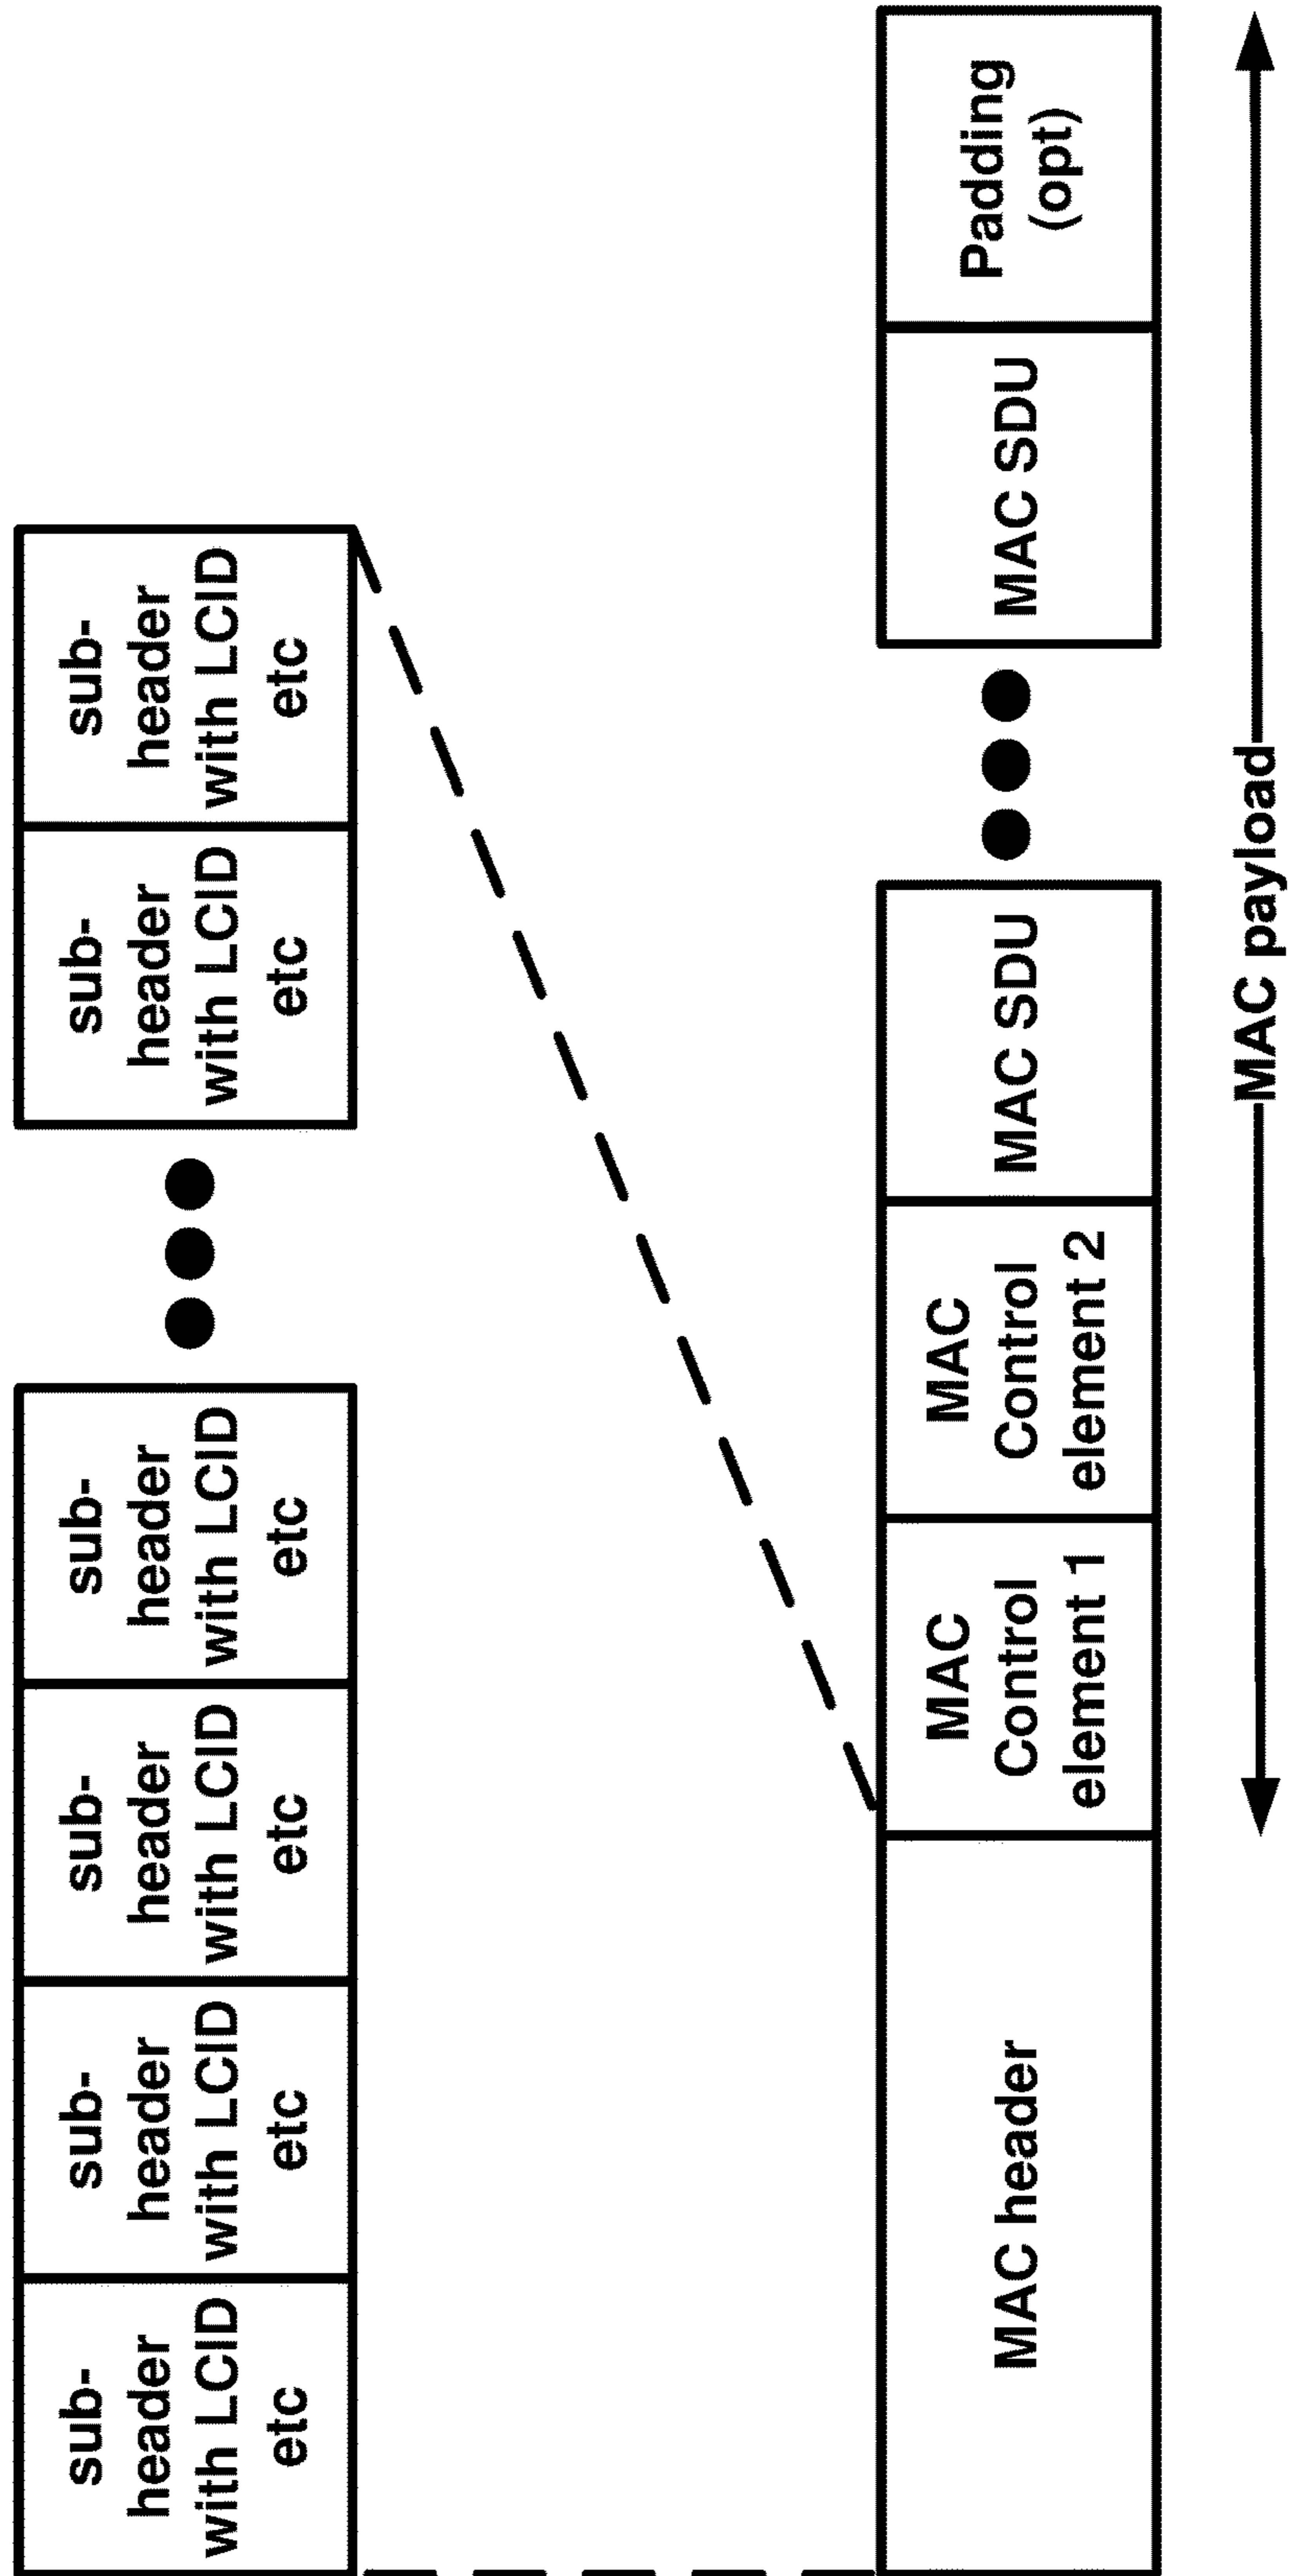 sub-
header
with LCID
etc
sub-
header
with LCID
etc
sub-
header
with LCID
etc
sub-
header
with LCID
etc
sub-
header
with LCID
etc
sub-
header
with LCID
etc
MAC header
MAC
Control
element 1
MAC
Control
element 2
MAC SDU
MAC SDU
Padding
(opt)
MAC payload